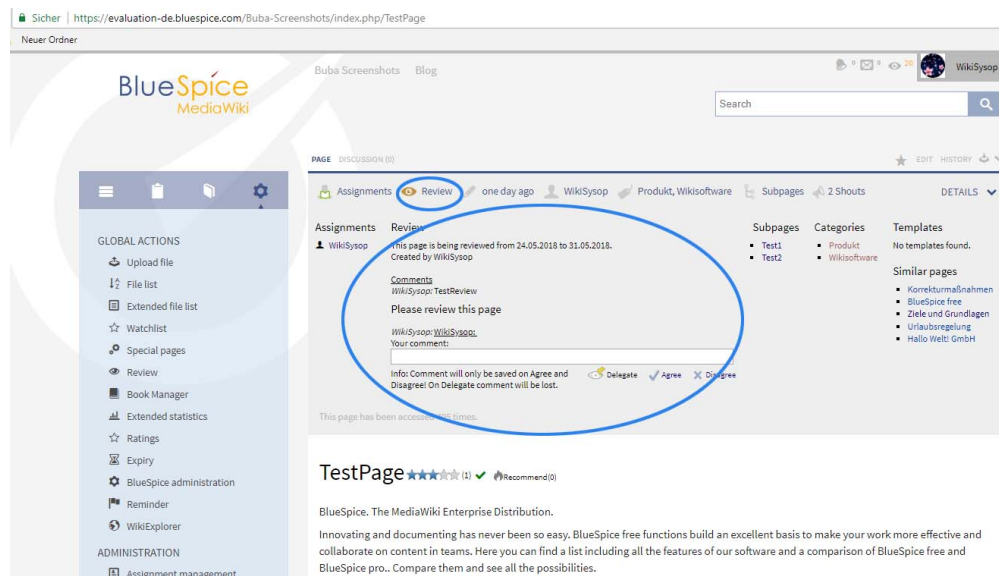 Sicher | https://evaluation-de.bluespice.com/Buba-Screenshots/index.php/TestPage
Neuer Ordner
BlueSpice
MediaWiki
Buba Screenshots Blog
0 0 20 WikiSysop
Search
PAGE DISCUSSION (0)
EDIT HISTORY
Assignments Review one day ago WikiSysop Produkt, Wikisoftware Subpages 2 Shouts DETAILS
Assignments
WikiSysop
Review
This page is being reviewed from 24.05.2018 to 31.05.2018.
Created by WikiSysop
Comments
WikiSysop: TestReview
Please review this page
WikiSysop: WikiSysop:
Your comment:
Info: Comment will only be saved on Agree and
Disagree! On Delegate comment will be lost.
Delegate Agree Disagree
Subpages
Test1
Test2
Categories
Produkt
Wikisoftware
Templates
No templates found.
Similar pages
Korrekturmaßnahmen
BlueSpice free
Ziele und Grundlagen
Urlaubsregelung
Hallo Welt! GmbH
This page has been accessed times.
GLOBAL ACTIONS
Upload file
File list
Extended file list
Watchlist
Special pages
Review
Book Manager
Extended statistics
Ratings
Expiry
BlueSpice administration
Reminder
WikiExplorer
ADMINISTRATION
Assignment management
TestPage (1) Recommend(0)
BlueSpice. The MediaWiki Enterprise Distribution.
Innovating and documenting has never been so easy. BlueSpice free functions build an excellent basis to make your work more effective and
collaborate on content in teams. Here you can find a list including all the features of our software and a comparison of BlueSpice free and
BlueSpice pro.. Compare them and see all the possibilities.